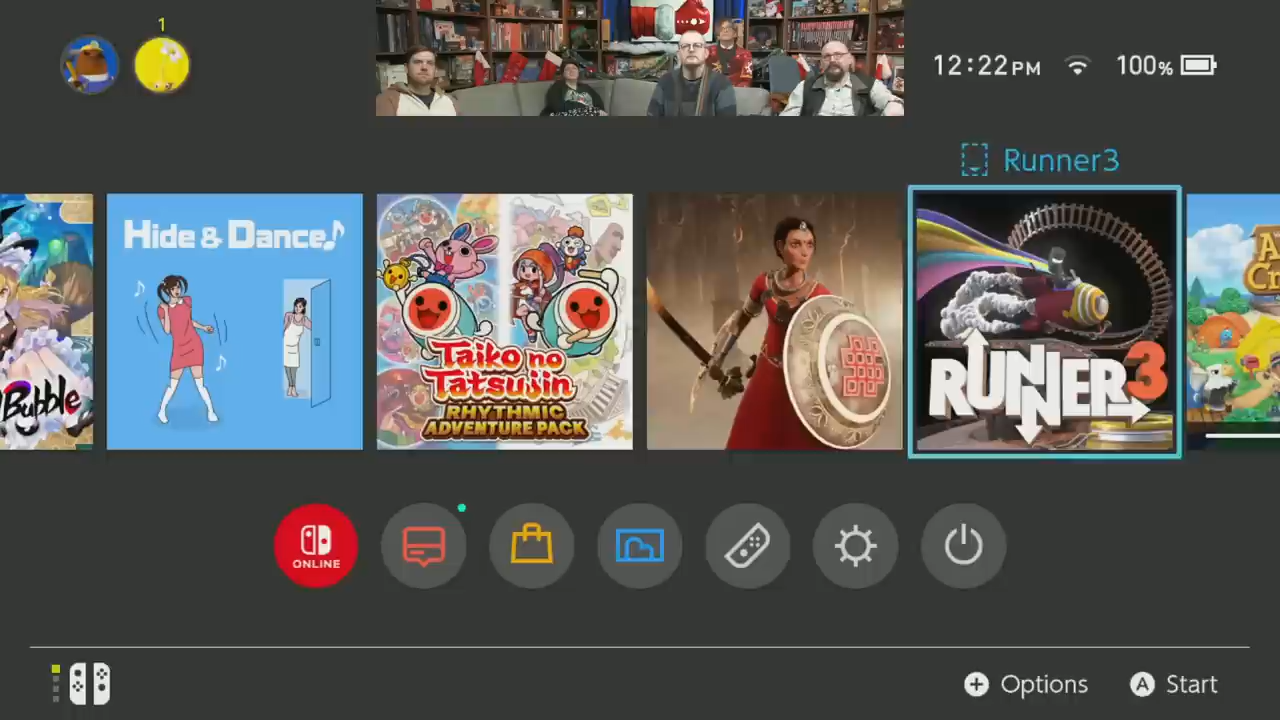 1
12:22PM
100%
Runner3
Hide & Dance!
Taiko no
Tatsujin
RHYTHMIC
ADVENTURE PACK
RUNNER3
Bubble
ONLINE
Options
Start